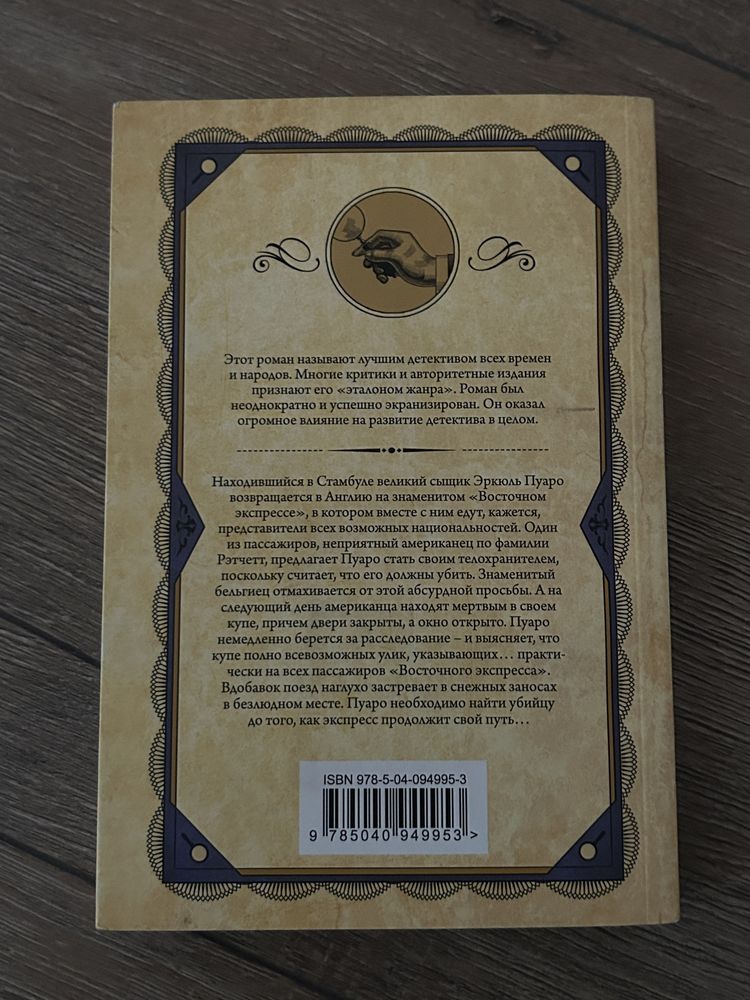 Этот роман называют лучшим детективом всех времен
и народов. Многие критики и авторитетные издания
признают его «эталоном жанра». Роман был
неоднократно и успешно экранизирован. Он оказал
огромное влияние на развитие детектива в целом.
Находившийся в Стамбуле великий сыщик Эркюль Пуаро
возвращается в Англию на знаменитом «Восточном
экспрессе», в котором вместе с ним едут, кажется,
представители всех возможных национальностей. Один
из пассажиров, неприятный американец по фамилии
Рэтчетт, предлагает Пуаро стать своим телохранителем,
поскольку считает, что его должны убить. Знаменитый
бельгиец отмахивается от этой абсурдной просьбы. А на
следующий день американца находят мертвым в своем
купе, причем двери закрыты, а окно открыто. Пуаро
немедленно берется за расследование – и выясняет, что
купе полно всевозможных улик, указывающих… практи-
чески на всех пассажиров «Восточного экспресса».
Вдобавок поезд наглухо застревает в снежных заносах
в безлюдном месте. Пуаро необходимо найти убийцу
до того, как экспресс продолжит свой путь…
ISBN 978-5-04-094995-3
9 785040 949953 >